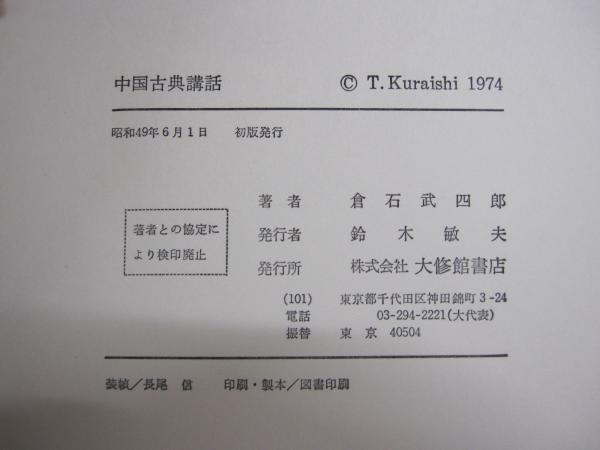 中国古典講話 © T. Kuraishi 1974
昭和49年6月1日 初版発行
著者との協定に
より検印廃止
著者 倉石武四郎
発行者 鈴木敏夫
発行所 株式会社 大修館書店
(101) 東京都千代田区神田錦町3-24
電話 03-294-2221(大代表)
振替 東京 40504
装幀/長尾 信 印刷・製本/図書印刷